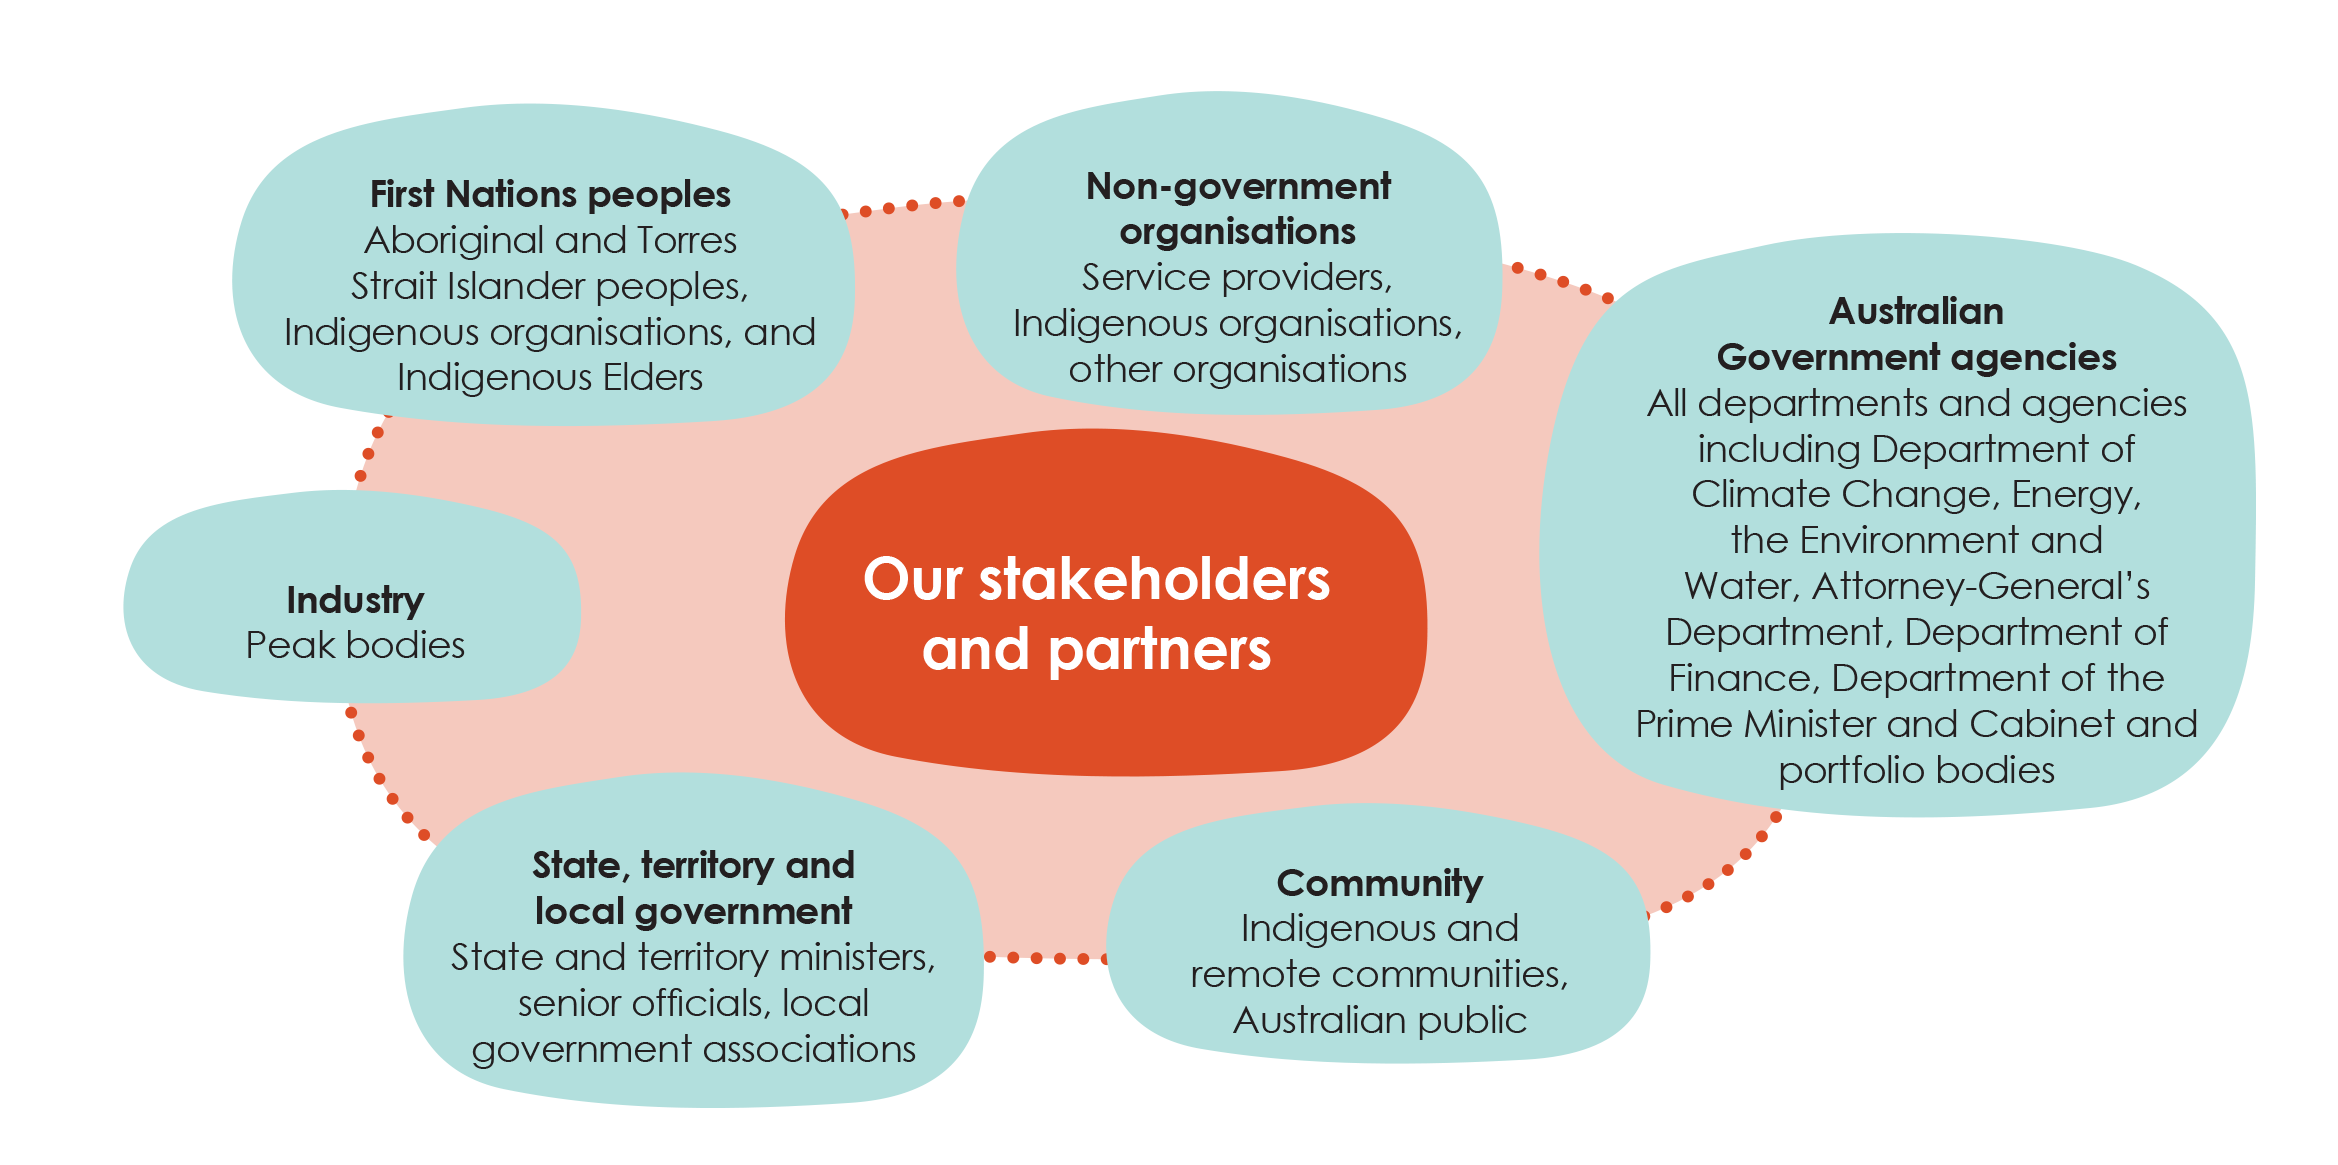 First Nations peoples
Aboriginal and Torres
Strait Islander peoples,
Indigenous organisations, and
Indigenous Elders
Non-government
organisations
Service providers,
Indigenous organisations,
other organisations
Australian
Government agencies
All departments and agencies
including Department of
Climate Change, Energy,
the Environment and
Water, Attorney-General’s
Department, Department of
Finance, Department of the
Prime Minister and Cabinet and
portfolio bodies
Our stakeholders
and partners
Industry
Peak bodies
State, territory and
local government
State and territory ministers,
senior officials, local
government associations
Community
Indigenous and
remote communities,
Australian public